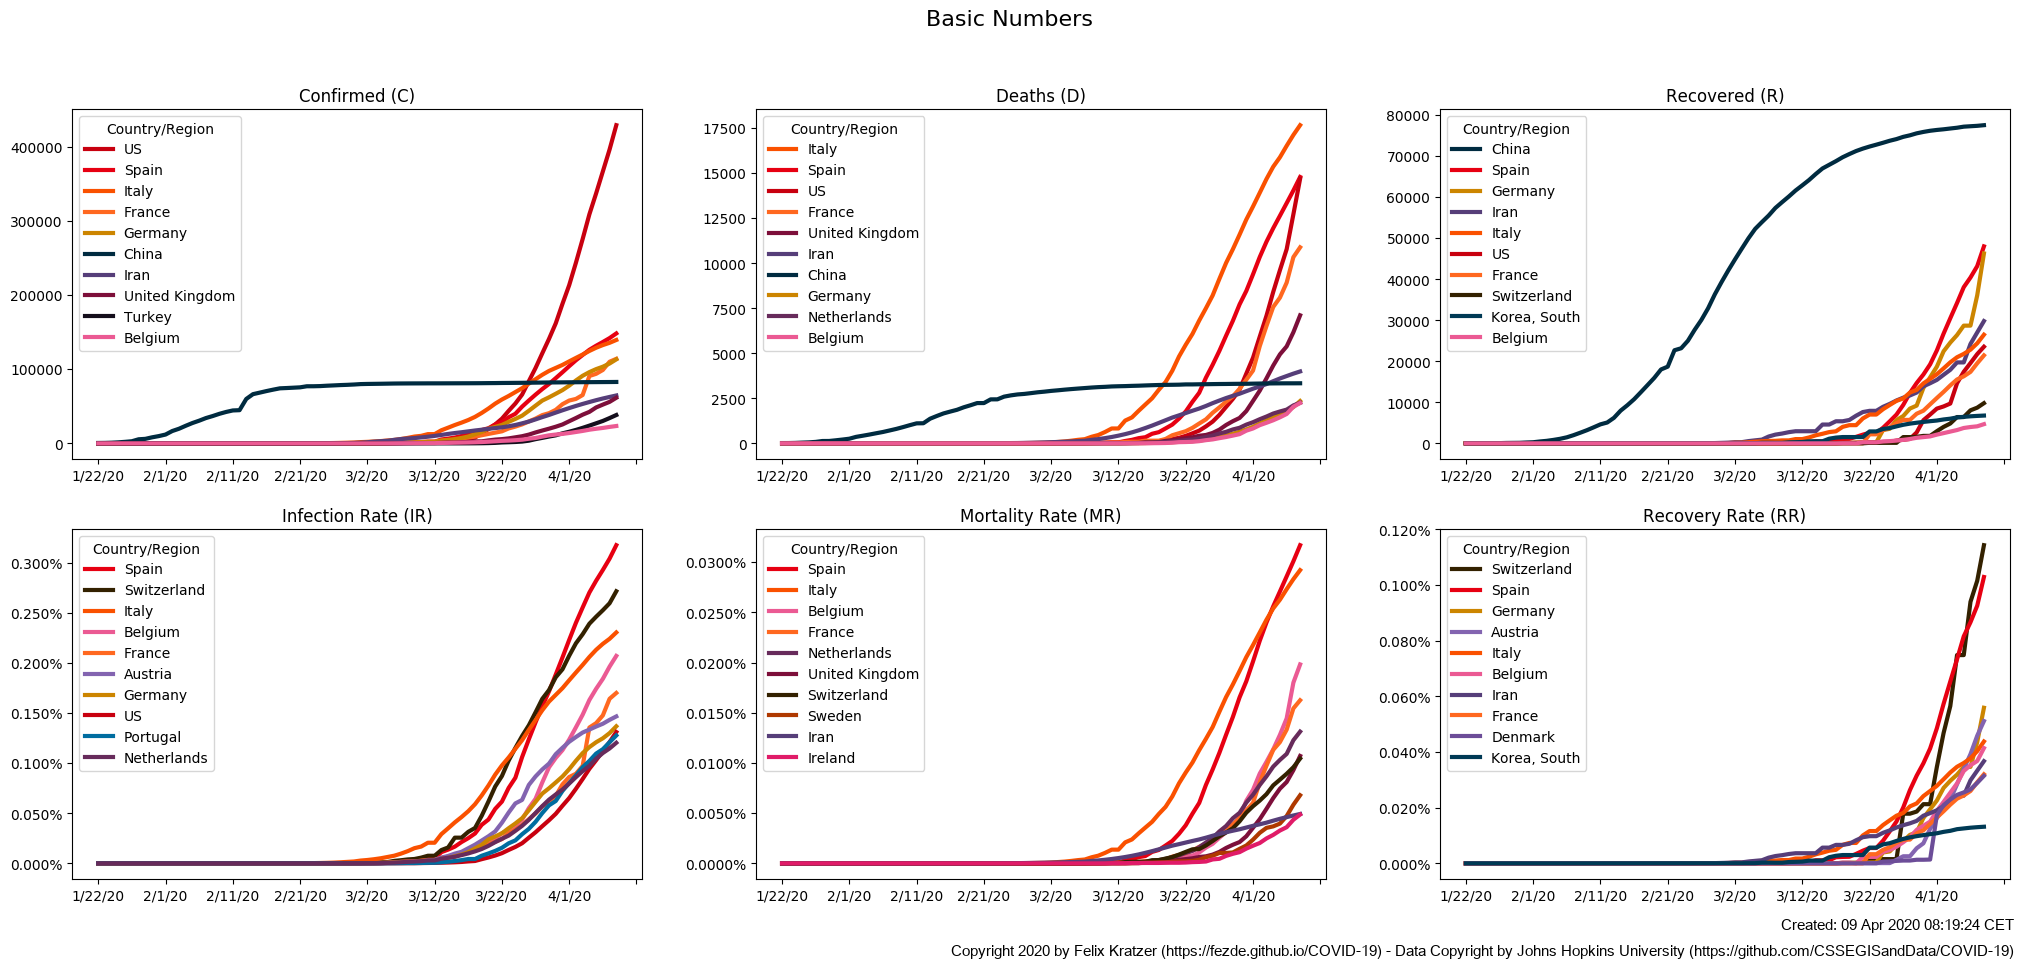 Basic Numbers
Confirmed (C)
Country/Region
US
Spain
Italy
France
Germany
China
Iran
United Kingdom
Turkey
Belgium
400000
300000
200000
100000
0
1/22/20 2/1/20 2/11/20 2/21/20 3/2/20 3/12/20 3/22/20 4/1/20
Deaths (D)
Country/Region
Italy
Spain
US
France
United Kingdom
Iran
China
Germany
Netherlands
Belgium
17500
15000
12500
10000
7500
5000
2500
0
1/22/20 2/1/20 2/11/20 2/21/20 3/2/20 3/12/20 3/22/20 4/1/20
Recovered (R)
Country/Region
China
Spain
Germany
Iran
Italy
US
France
Switzerland
Korea, South
Belgium
80000
70000
60000
50000
40000
30000
20000
10000
0
1/22/20 2/1/20 2/11/20 2/21/20 3/2/20 3/12/20 3/22/20 4/1/20
Infection Rate (IR)
Country/Region
Spain
Switzerland
Italy
Belgium
France
Austria
Germany
US
Portugal
Netherlands
0.300%
0.250%
0.200%
0.150%
0.100%
0.050%
0.000%
1/22/20 2/1/20 2/11/20 2/21/20 3/2/20 3/12/20 3/22/20 4/1/20
Mortality Rate (MR)
Country/Region
Spain
Italy
Belgium
France
Netherlands
United Kingdom
Switzerland
Sweden
Iran
Ireland
0.0300%
0.0250%
0.0200%
0.0150%
0.0100%
0.0050%
0.0000%
1/22/20 2/1/20 2/11/20 2/21/20 3/2/20 3/12/20 3/22/20 4/1/20
Recovery Rate (RR)
Country/Region
Switzerland
Spain
Germany
Austria
Italy
Belgium
Iran
France
Denmark
Korea, South
0.120%
0.100%
0.080%
0.060%
0.040%
0.020%
0.000%
1/22/20 2/1/20 2/11/20 2/21/20 3/2/20 3/12/20 3/22/20 4/1/20
Created: 09 Apr 2020 08:19:24 CET
Copyright 2020 by Felix Kratzer (https://fezde.github.io/COVID-19) - Data Copyright by Johns Hopkins University (https://github.com/CSSEGISandData/COVID-19)